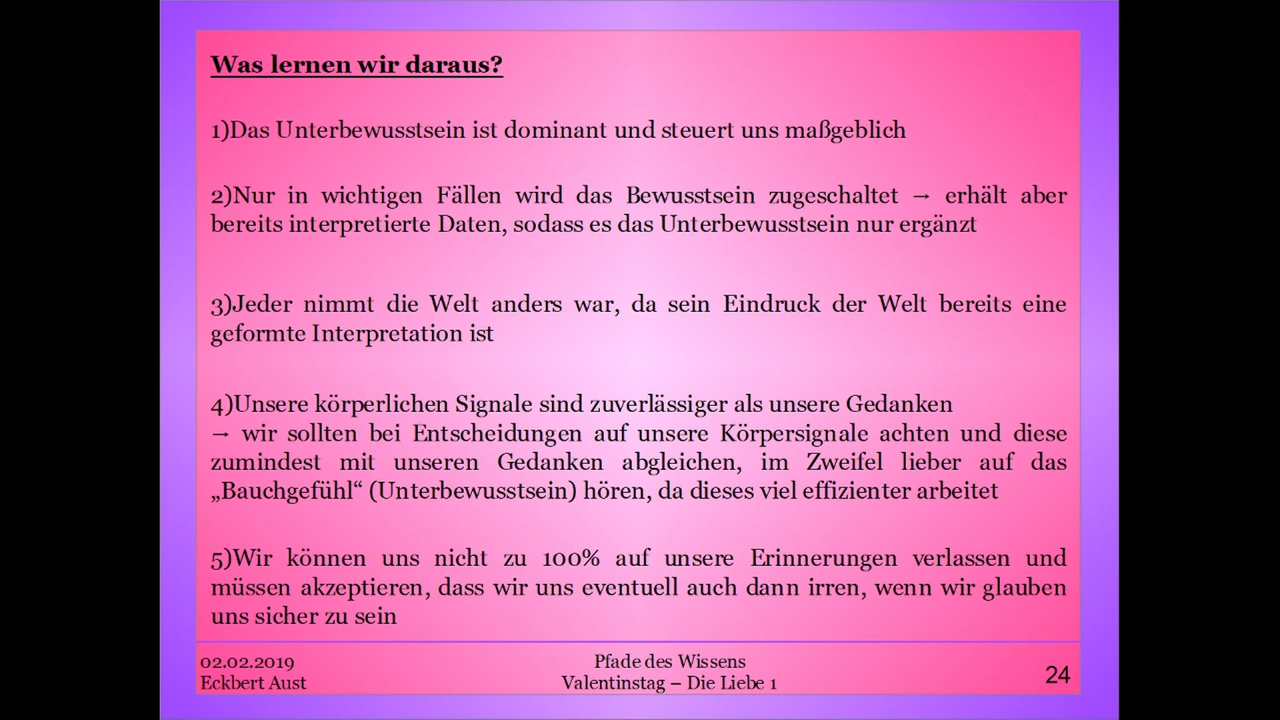 Was lernen wir daraus?
1)Das Unterbewusstsein ist dominant und steuert uns maßgeblich
2)Nur in wichtigen Fällen wird das Bewusstsein zugeschaltet → erhält aber
bereits interpretierte Daten, sodass es das Unterbewusstsein nur ergänzt
3)Jeder nimmt die Welt anders war, da sein Eindruck der Welt bereits eine
geformte Interpretation ist
4)Unsere körperlichen Signale sind zuverlässiger als unsere Gedanken
→ wir sollten bei Entscheidungen auf unsere Körpersignale achten und diese
zumindest mit unseren Gedanken abgleichen, im Zweifel lieber auf das
„Bauchgefühl“ (Unterbewusstsein) hören, da dieses viel effizienter arbeitet
5)Wir können uns nicht zu 100% auf unsere Erinnerungen verlassen und
müssen akzeptieren, dass wir uns eventuell auch dann irren, wenn wir glauben
uns sicher zu sein
02.02.2019
Eckbert Aust
Pfade des Wissens
Valentinstag – Die Liebe 1
24